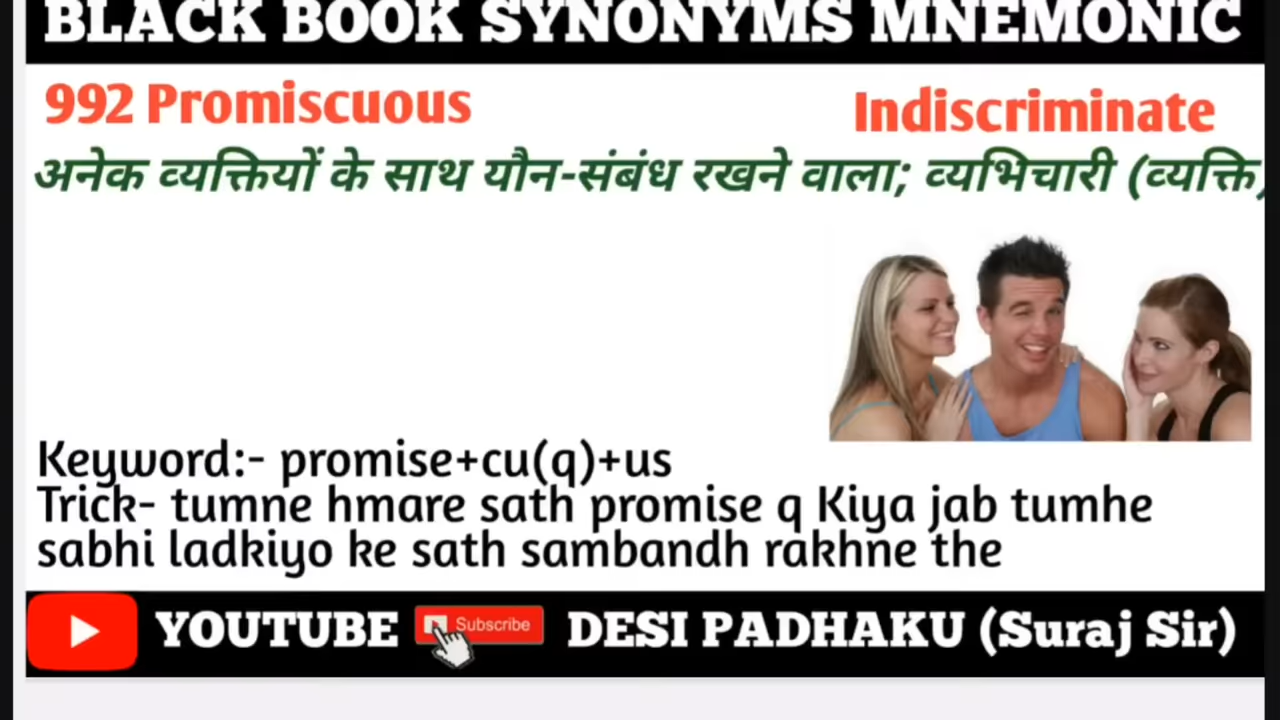 BLACK BOOK SYNONYMS MNEMONIC
992 Promiscuous Indiscriminate
अनेक व्यक्तियों के साथ यौन-संबंध रखने वाला; व्यभिचारी (व्यक्ति,
Keyword:- promise+cu(q)+us
Trick- tumne hmare sath promise q Kiya jab tumhe
sabhi ladkiyo ke sath sambandh rakhne the
YOUTUBE Subscribe DESI PADHAKU (Suraj Sir)